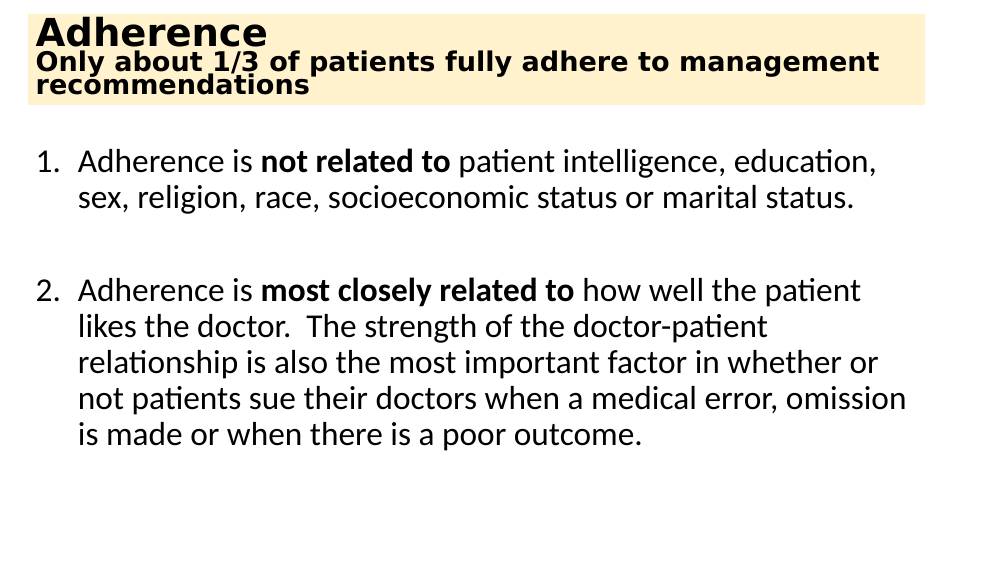 Adherence
Only about 1/3 of patients fully adhere to management
recommendations
1. Adherence is not related to patient intelligence, education,
sex, religion, race, socioeconomic status or marital status.
2. Adherence is most closely related to how well the patient
likes the doctor.  The strength of the doctor-patient
relationship is also the most important factor in whether or
not patients sue their doctors when a medical error, omission
is made or when there is a poor outcome.